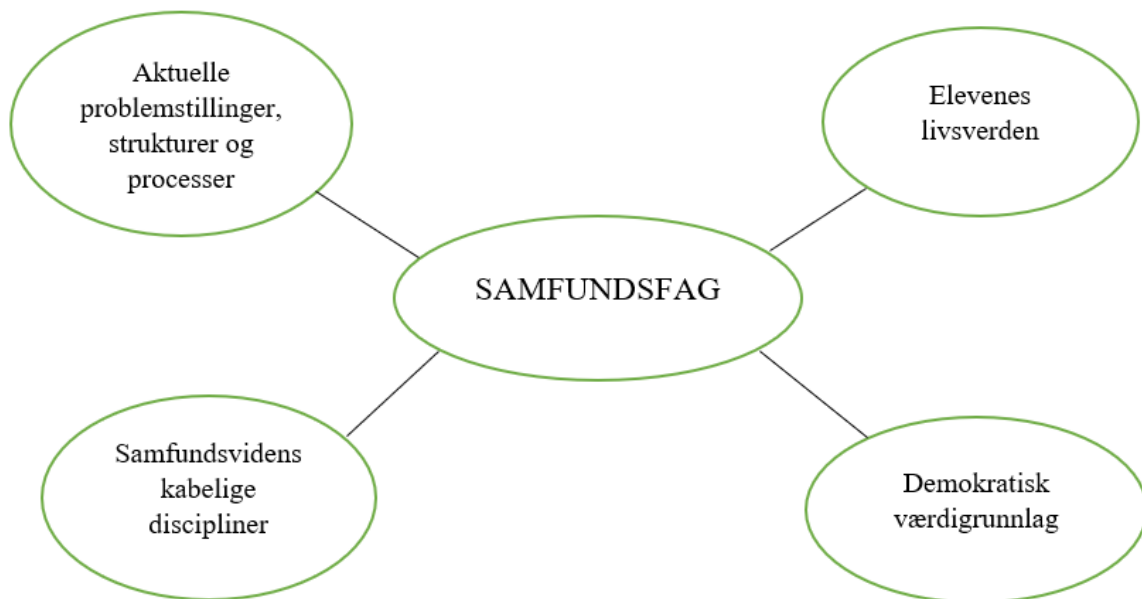 Aktuelle
problemstillinger,
strukturer og
processer
Elevenes
livsverden
SAMFUNDSFAG
Samfundsvidens
kabelige
discipliner
Demokratisk
værdigrunnlag